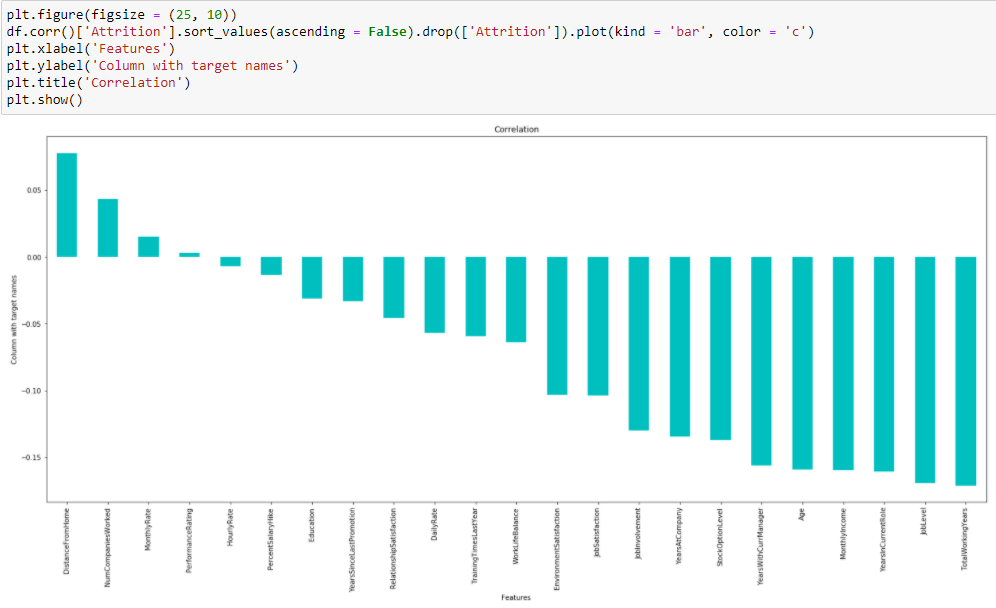 plt.figure(figsize = (25, 10))
df.corr()['Attrition'].sort_values(ascending = False).drop(['Attrition']).plot(kind = 'bar', color = 'c')
plt.xlabel('Features')
plt.ylabel('Column with target names')
plt.title('Correlation')
plt.show()
Correlation
0.05
0.00
−0.05
−0.10
−0.15
Column with target names
DistanceFromHome
NumCompaniesWorked
MonthlyRate
PerformanceRating
HourlyRate
PercentSalaryHike
Education
YearsSinceLastPromotion
RelationshipSatisfaction
DailyRate
TrainingTimesLastYear
WorkLifeBalance
EnvironmentSatisfaction
JobSatisfaction
JobInvolvement
YearsAtCompany
StockOptionLevel
YearsWithCurrManager
Age
MonthlyIncome
YearsInCurrentRole
JobLevel
TotalWorkingYears
Features